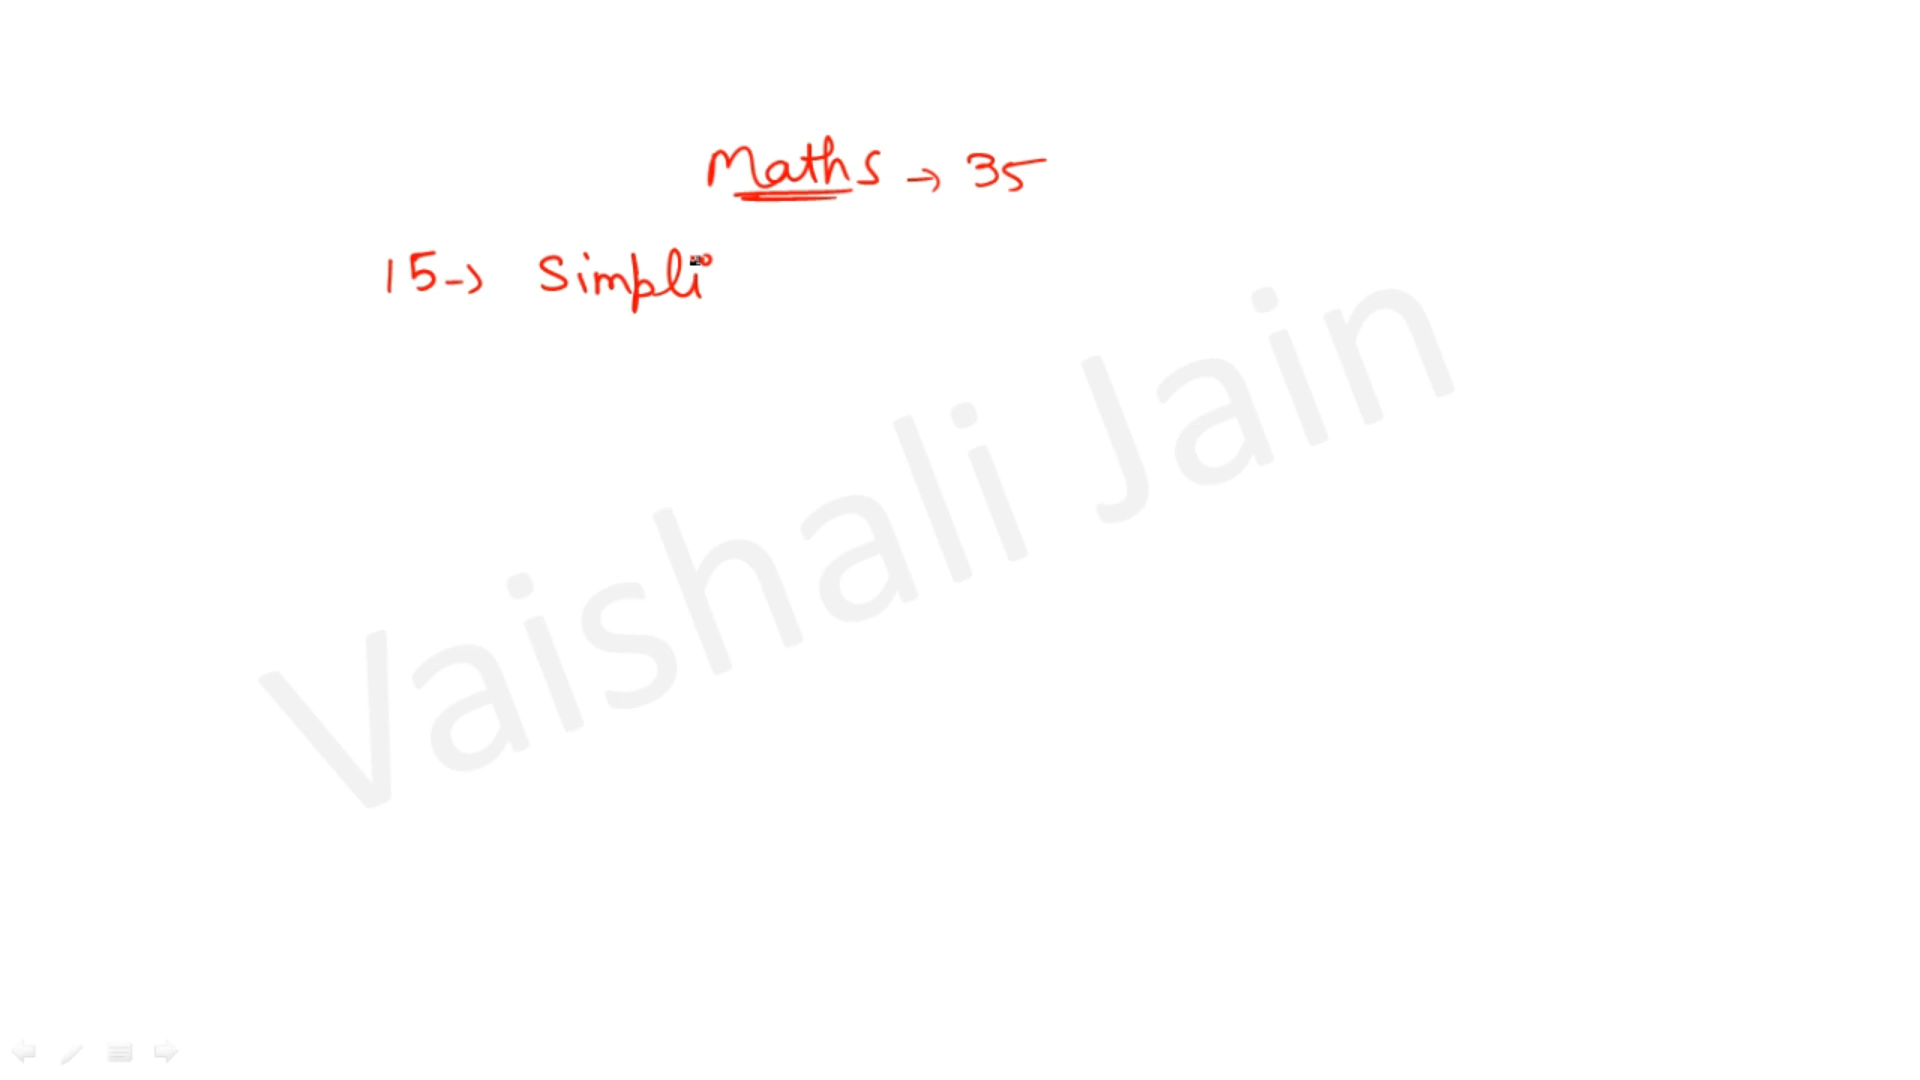 Maths → 35
15 → Simpli
Vaishali Jain